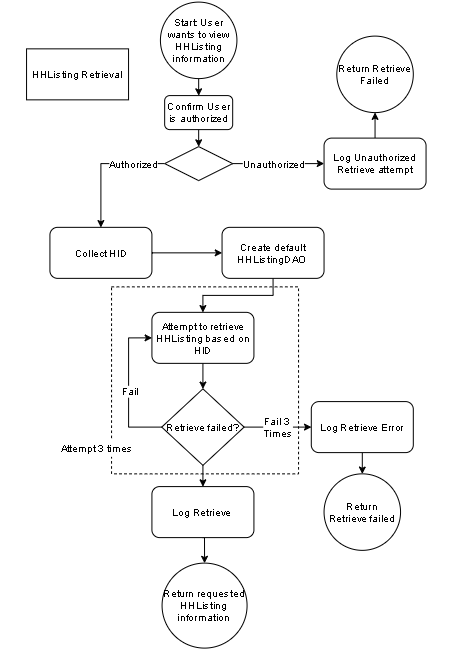 Start User
wants to view
HHListing
information
HHListing Retrieval
Return Retrieve
Failed
Confirm User
is authorized
Authorized
Unauthorized
Log Unauthorized
Retrieve attempt
Collect HID
Create default
HHListingDAO
Attempt to retrieve
HHListing based on
HID
Fail
Retrieve failed?
Fail 3
Times
Log Retrieve Error
Attempt 3 times
Log Retrieve
Return
Retrieve failed
Return requested
HHListing
information